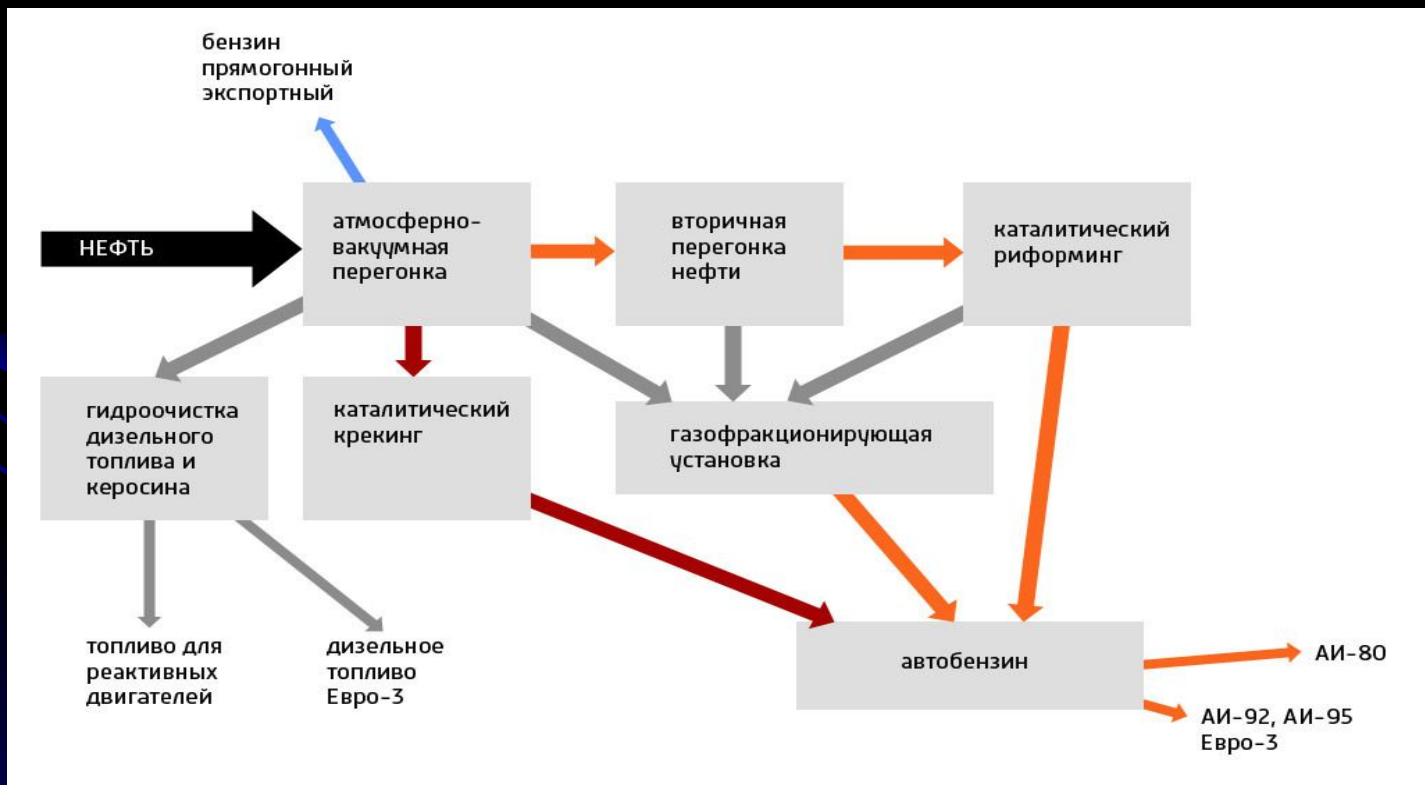 бензин
прямогонный
экспортный
НЕФТЬ
атмосферно-
вакуумная
перегонка
вторичная
перегонка
нефти
каталитический
риформинг
гидроочистка
дизельного
топлива и
керосина
каталитический
крекинг
газофракционирующая
установка
топливо для
реактивных
двигателей
дизельное
топливо
Евро-3
автобензин
АИ-80
АИ-92, АИ-95
Евро-3